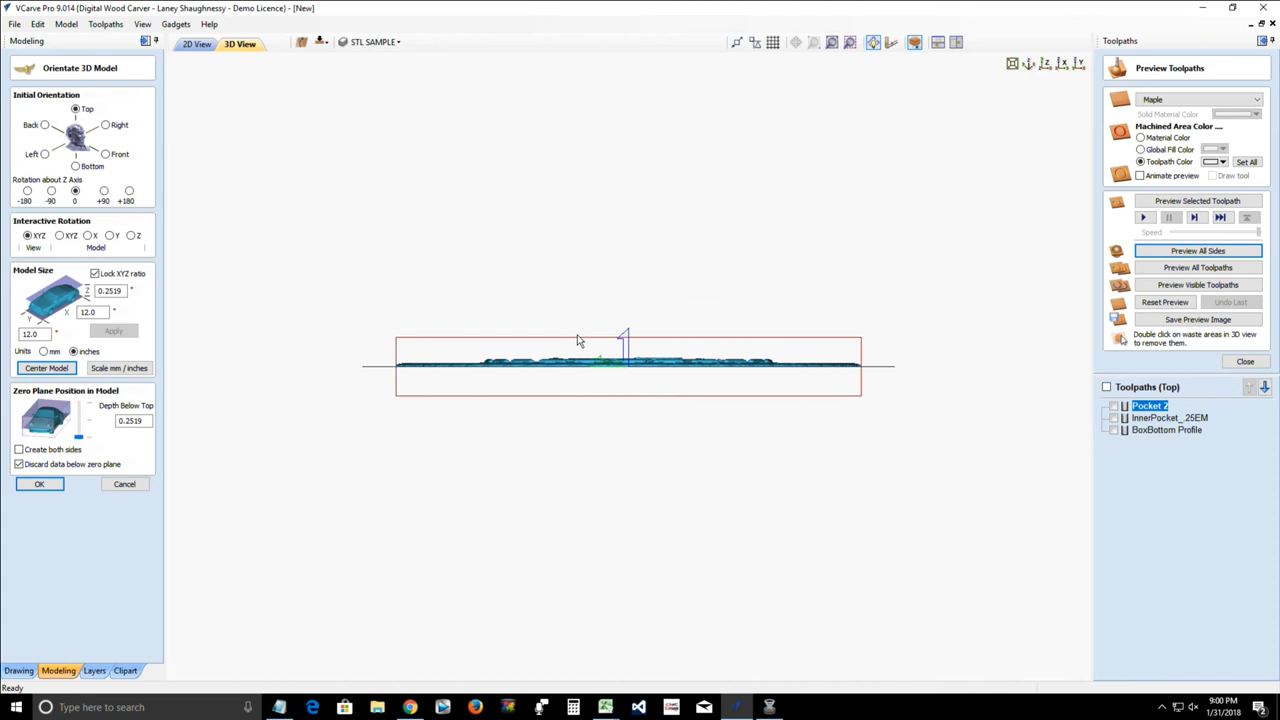 VCarve Pro 9.014 (Digital Wood Carver - Laney Shaughnessy - Demo Licence) - [New]
File Edit Model Toolpaths View Gadgets Help
Modeling
2D View 3D View STL SAMPLE
Toolpaths
Orientate 3D Model
Initial Orientation
Top
Back Right
Left Front
Bottom
Rotation about Z Axis
-180 -90 0 +90 +180
Interactive Rotation
XYZ XYZ X Y Z
View Model
Model Size
Lock XYZ ratio
Z 0.2519 "
X
12.0 "
Y
12.0 "
Apply
Units mm inches
Center Model Scale mm / inches
Zero Plane Position in Model
Depth Below Top
0.2519
Create both sides
Discard data below zero plane
OK Cancel
Z X Y
Preview Toolpaths
Maple
Solid Material Color
Machined Area Color ....
Material Color
Global Fill Color
Toolpath Color Set All
Animate preview Draw tool
Preview Selected Toolpath
Speed
Preview All Sides
Preview All Toolpaths
Preview Visible Toolpaths
Reset Preview Undo Last
Save Preview Image
Double click on waste areas in 3D view
to remove them.
Close
Toolpaths (Top)
Pocket 2
InnerPocket_.25EM
BoxBottom Profile
Drawing Modeling Layers Clipart
Ready
Type here to search
9:00 PM
1/31/2018
2